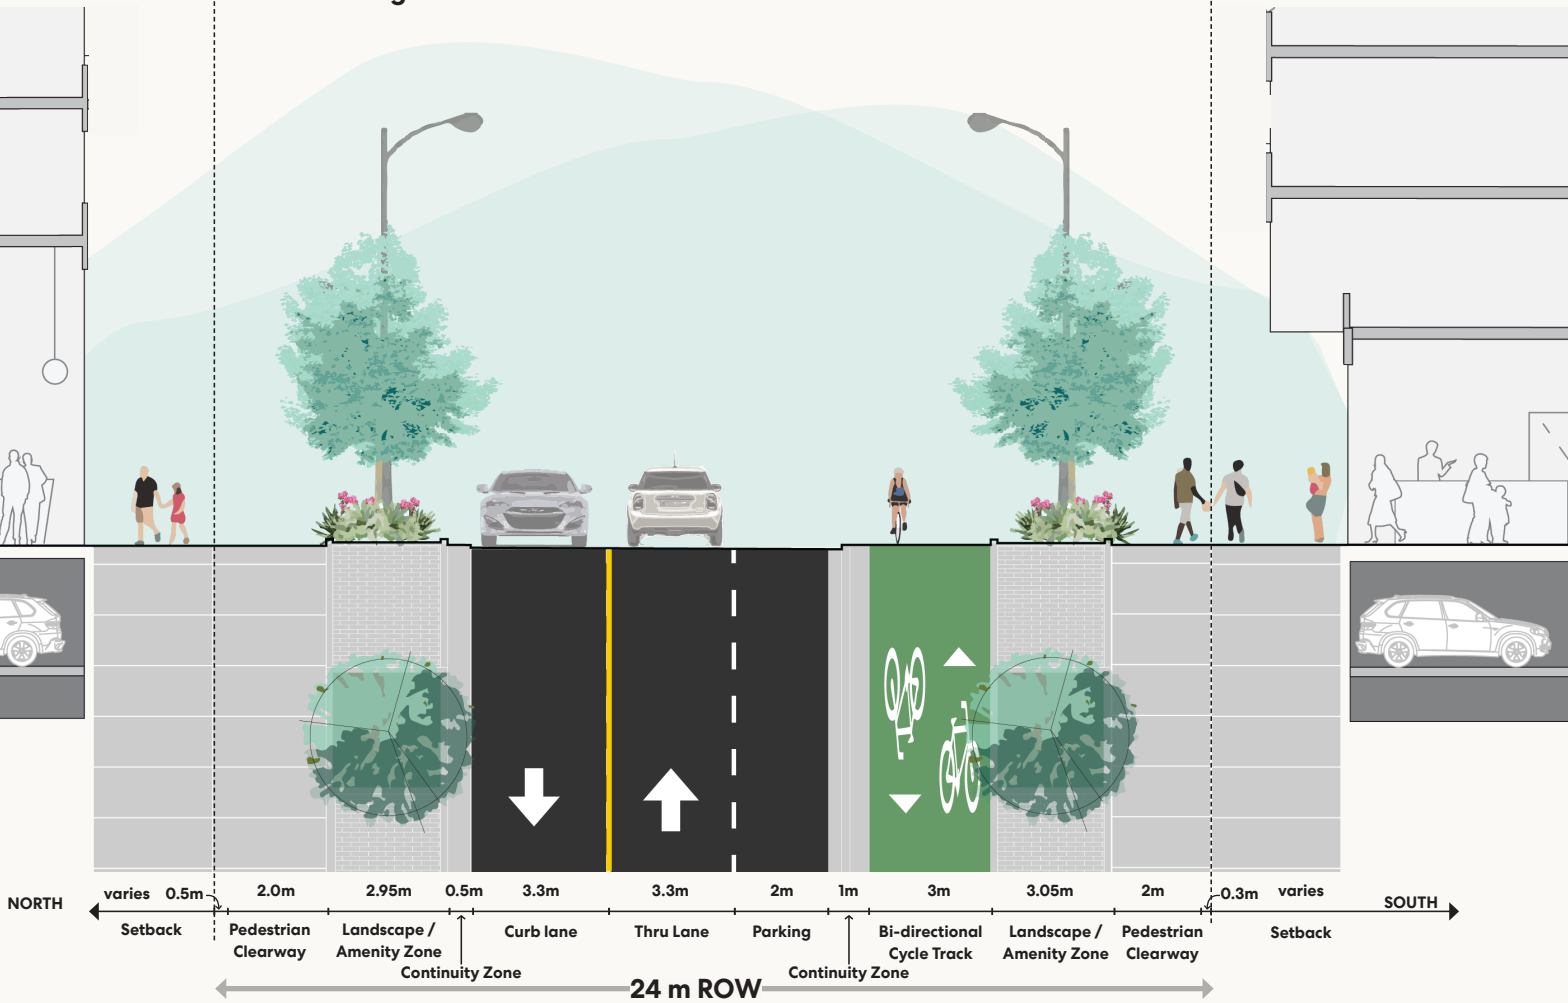 NORTH
varies
0.5m
2.0m
2.95m
0.5m
3.3m
3.3m
2m
1m
3m
3.05m
2m
0.3m
varies
SOUTH
Setback
Pedestrian
Clearway
Landscape /
Amenity Zone
Continuity Zone
Curb lane
Thru Lane
Parking
Continuity Zone
Bi-directional
Cycle Track
Landscape /
Amenity Zone
Pedestrian
Clearway
Setback
24 m ROW